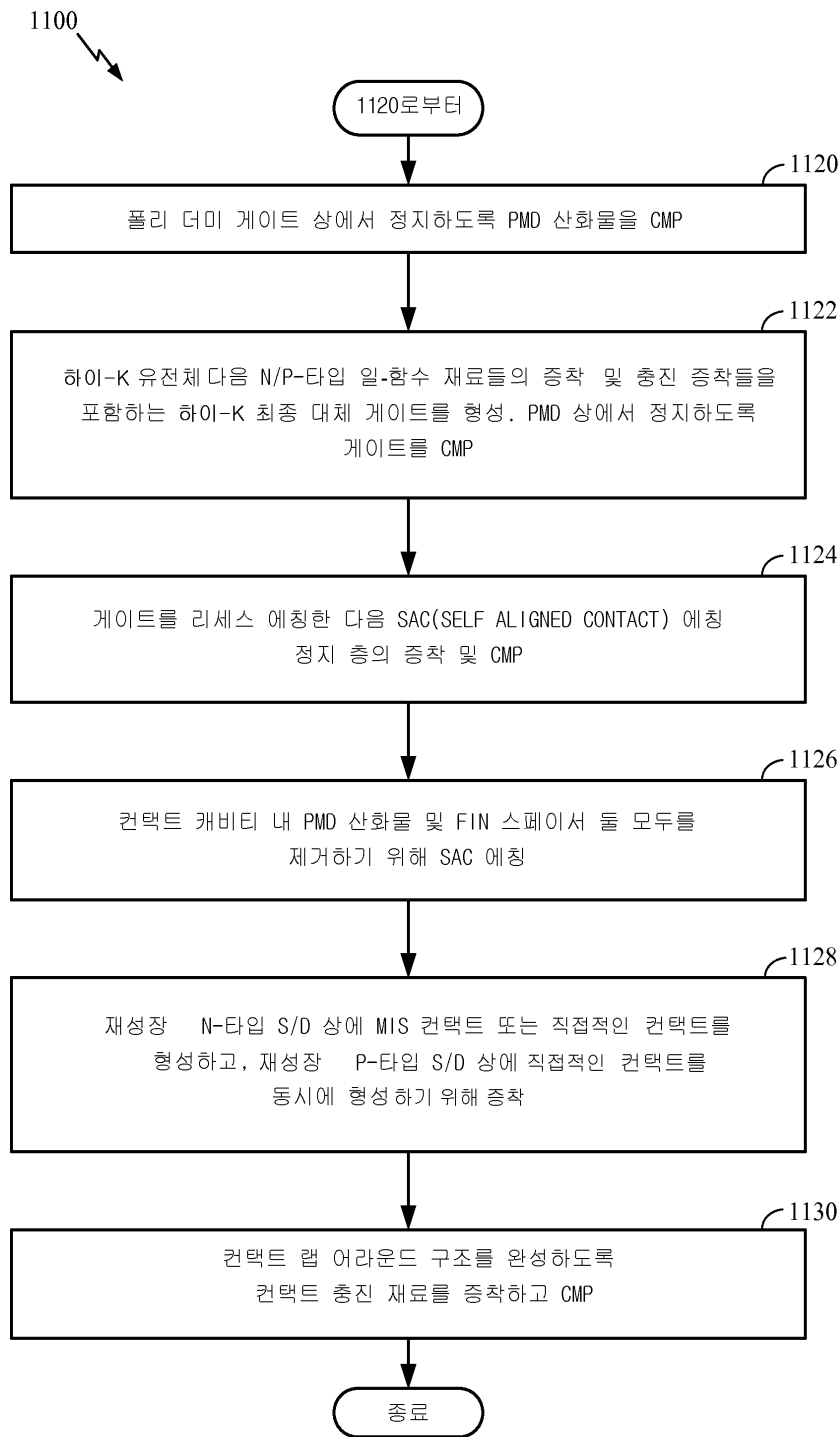 1100
1120로부터
1120
폴리 더미 게이트 상에서 정지하도록 PMD 산화물을 CMP
1122
하이-K 유전체 다음 N/P-타입 일-함수 재료들의 증착 및 충진 증착들을
포함하는 하이-K 최종 대체 게이트를 형성. PMD 상에서 정지하도록
게이트를 CMP
1124
게이트를 리세스 에칭한 다음 SAC(SELF ALIGNED CONTACT) 에칭
정지 층의 증착 및 CMP
1126
컨택트 캐비티 내 PMD 산화물 및 FIN 스페이서 둘 모두를
제거하기 위해 SAC 에칭
1128
재성장 N-타입 S/D 상에 MIS 컨택트 또는 직접적인 컨택트를
형성하고, 재성장 P-타입 S/D 상에 직접적인 컨택트를
동시에 형성하기 위해 증착
1130
컨택트 랩 어라운드 구조를 완성하도록
컨택트 충진 재료를 증착하고 CMP
종료